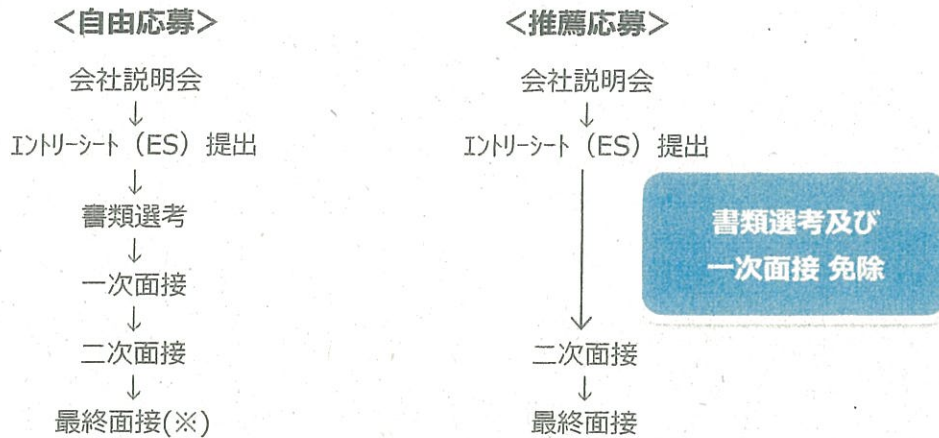 ＜自由応募＞
会社説明会
↓
ｴﾝﾄﾘｰｼｰﾄ（ES）提出
↓
書類選考
↓
一次面接
↓
二次面接
↓
最終面接(※)
＜推薦応募＞
会社説明会
↓
ｴﾝﾄﾘｰｼｰﾄ（ES）提出
↓
書類選考及び
一次面接 免除
二次面接
↓
最終面接